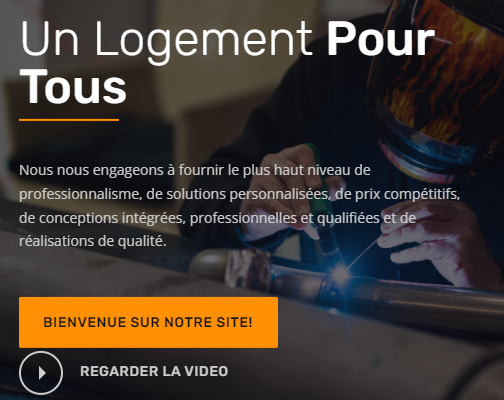 Un Logement Pour
Tous
Nous nous engageons à fournir le plus haut niveau de
professionnalisme, de solutions personnalisées, de prix compétitifs,
de conceptions intégrées, professionnelles et qualifiées et de
réalisations de qualité.
BIENVENUE SUR NOTRE SITE!
REGARDER LA VIDEO